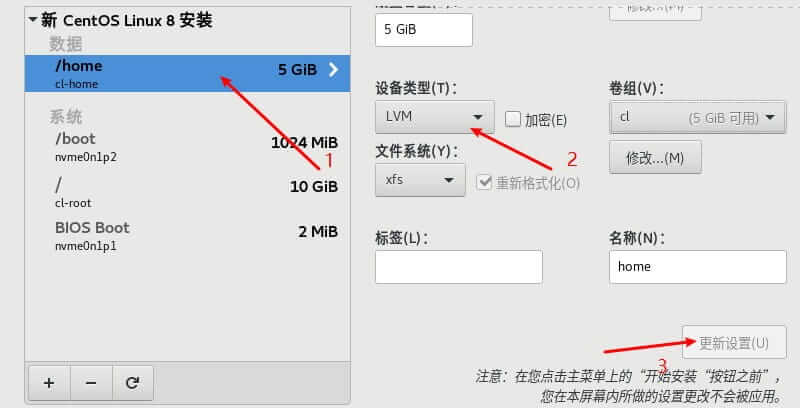 新 CentOS Linux 8 安装
数据
/home 5 GiB
cl-home
系统
/boot 1024 MiB
nvme0n1p2
/ 10 GiB
cl-root
BIOS Boot 2 MiB
nvme0n1p1
1
+ −
5 GiB
设备类型(T)： 卷组(V)：
LVM 加密(E) cl (5 GiB 可用)
2
文件系统(Y)： 修改...(M)
xfs 重新格式化(O)
标签(L)： 名称(N)：
home
更新设置(U)
3
注意：在您点击主菜单上的“开始安装“按钮之前”，
您在本屏幕内所做的设置更改不会被应用。